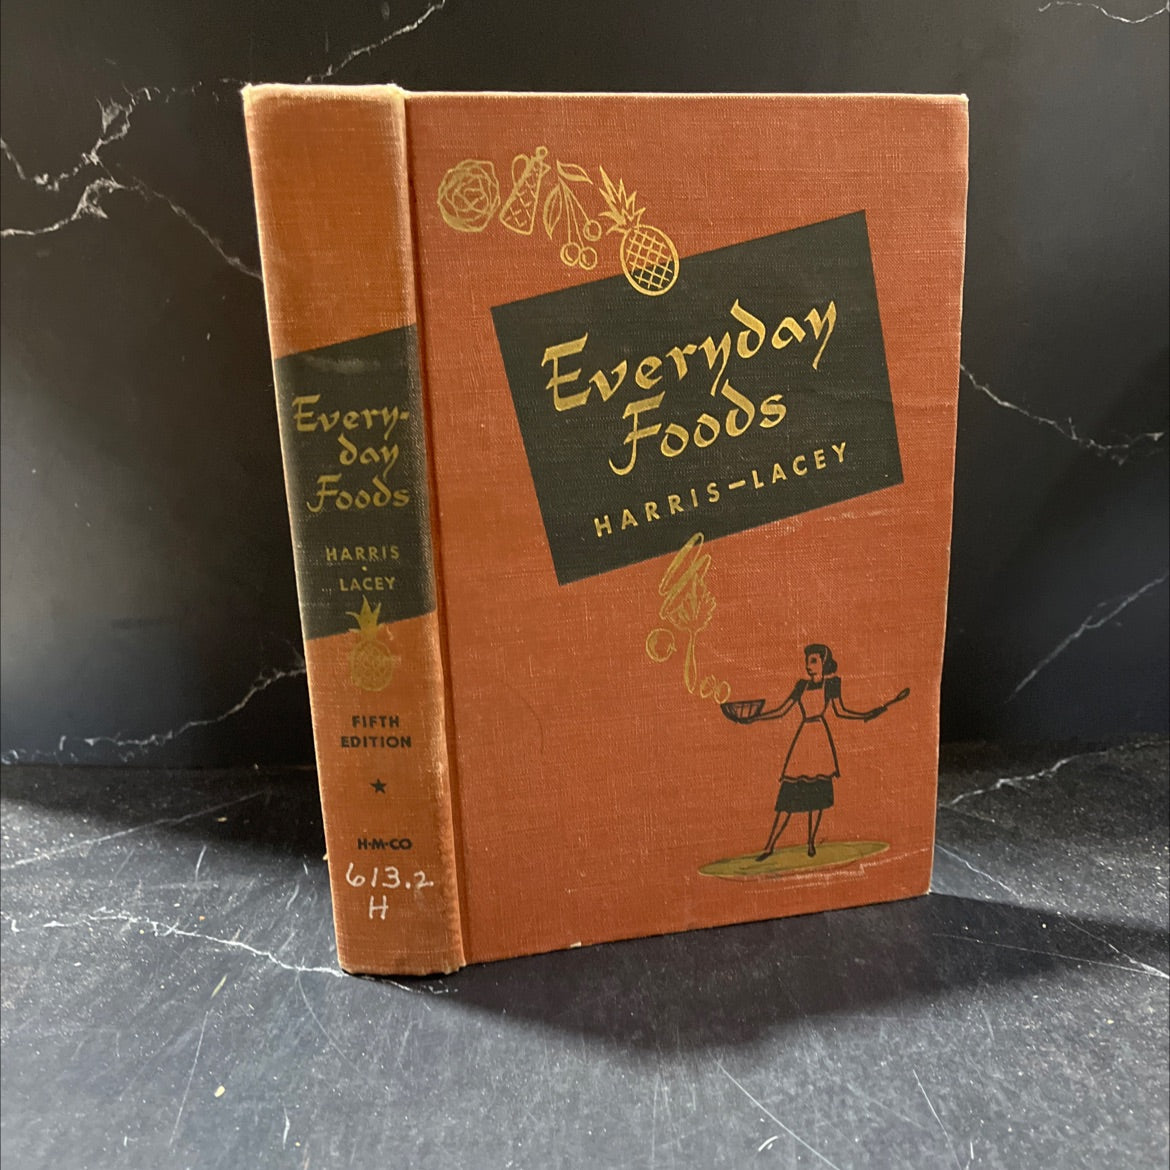 Every-
day
Foods
HARRIS
·
LACEY
FIFTH
EDITION
★
H·M·CO
613.2
H
Everyday
Foods
HARRIS–LACEY